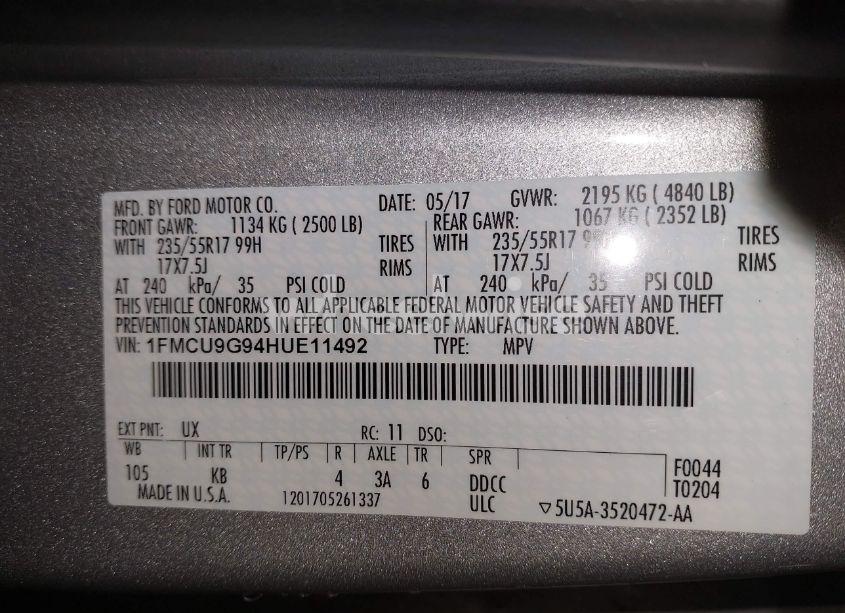 MFD. BY FORD MOTOR CO. DATE: 05/17 GVWR: 2195 KG ( 4840 LB)
FRONT GAWR: 1134 KG ( 2500 LB) REAR GAWR: 1067 KG ( 2352 LB)
WITH 235/55R17 99H TIRES WITH 235/55R17 TIRES
17X7.5J RIMS 17X7.5J RIMS
AT 240 kPa/ 35 PSI COLD AT 240 kPa/ 35 PSI COLD
THIS VEHICLE CONFORMS TO ALL APPLICABLE FEDERAL MOTOR VEHICLE SAFETY AND THEFT
PREVENTION STANDARDS IN EFFECT ON THE DATE OF MANUFACTURE SHOWN ABOVE.
VIN: 1FMCU9G94HUE11492 TYPE: MPV
EXT PNT: UX RC: 11 DSO:
WB INT TR TP/PS R AXLE TR SPR
105 KB 4 3A 6 DDCC F0044
MADE IN U.S.A. 1201705261337 ULC T0204
▽5U5A-3520472-AA